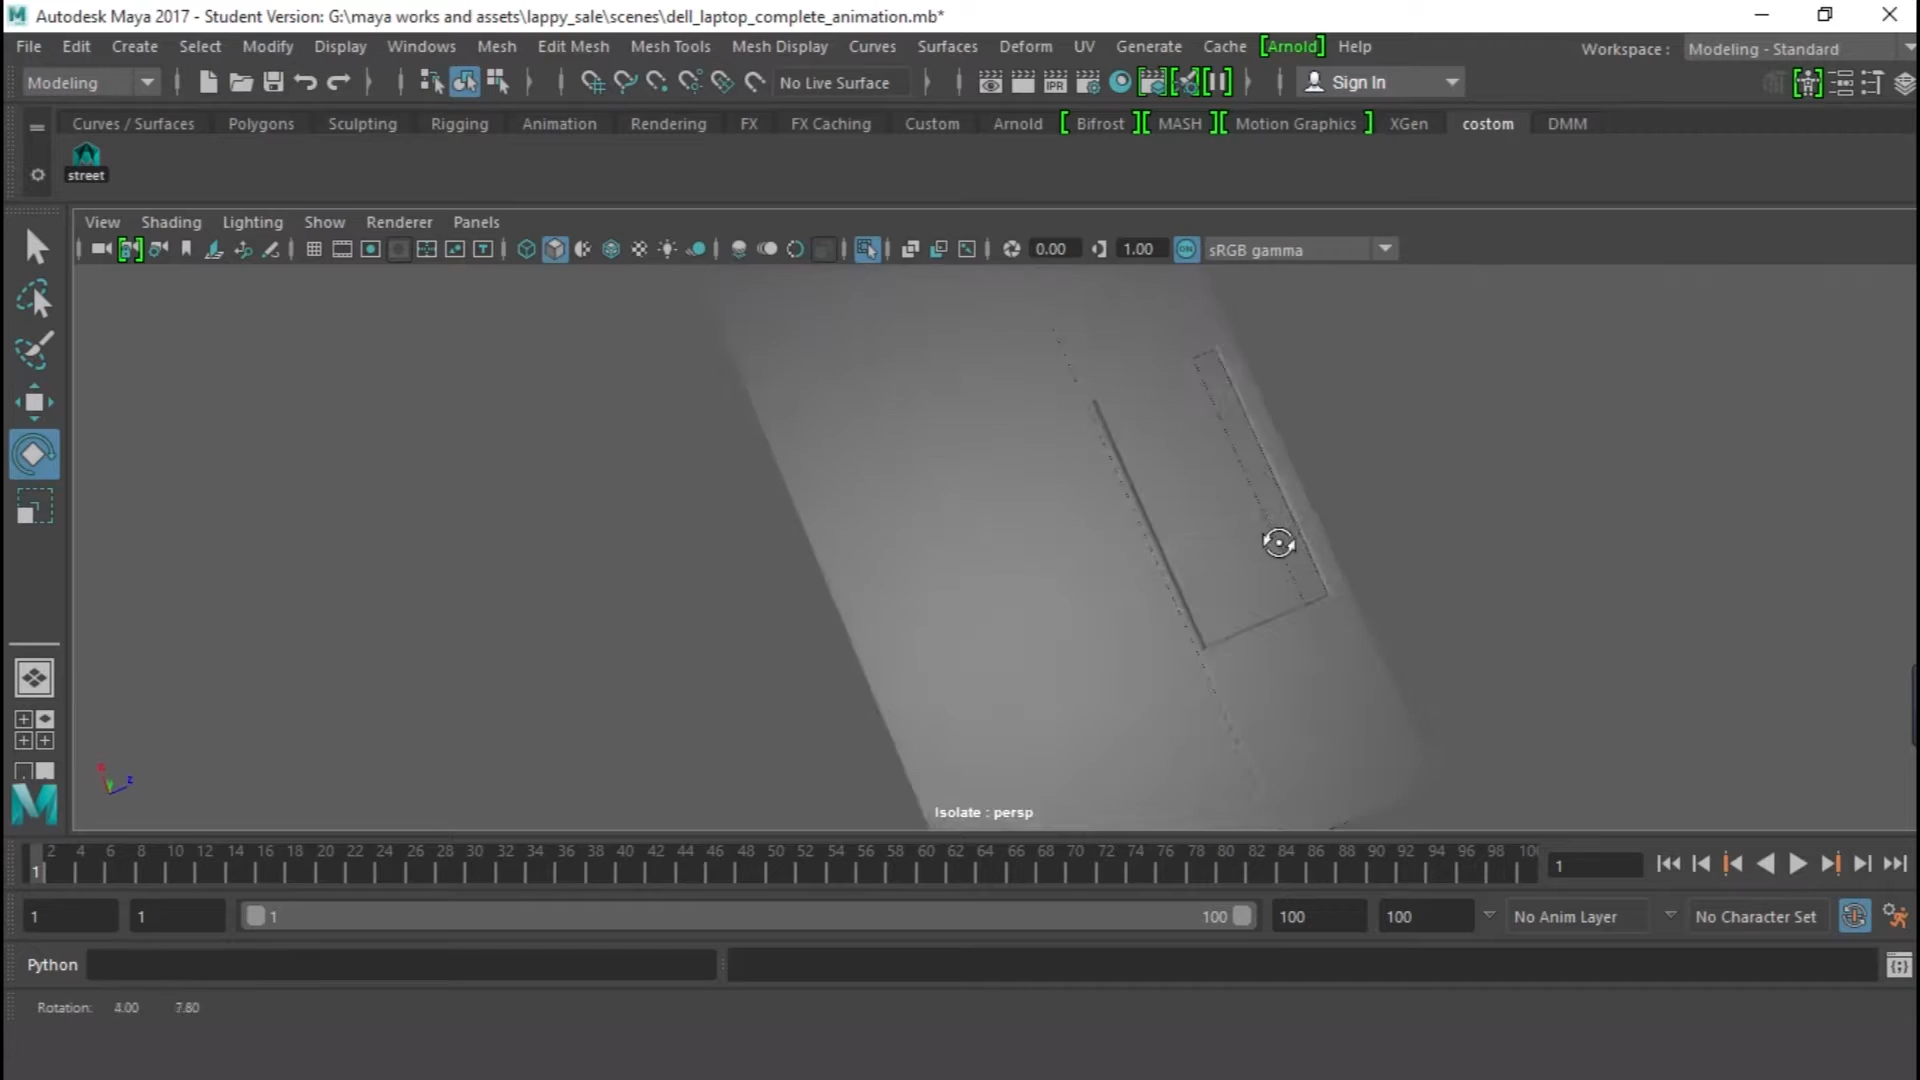 Autodesk Maya 2017 - Student Version: G:\maya works and assets\lappy_sale\scenes\dell_laptop_complete_animation.mb*
File Edit Create Select Modify Display Windows Mesh Edit Mesh Mesh Tools Mesh Display Curves Surfaces Deform UV Generate Cache [Arnold] Help Workspace : Modeling - Standard
Modeling No Live Surface IPR Sign In
Curves / Surfaces Polygons Sculpting Rigging Animation Rendering FX FX Caching Custom Arnold [ Bifrost ][ MASH ][ Motion Graphics ] XGen costom DMM
street
View Shading Lighting Show Renderer Panels
0.00 1.00 ON sRGB gamma
z
Isolate : persp
2 4 6 8 10 12 14 16 18 20 22 24 26 28 30 32 34 36 38 40 42 44 46 48 50 52 54 56 58 60 62 64 66 68 70 72 74 76 78 80 82 84 86 88 90 92 94 96 98 100
1 1
1 1 1 100 100 100 No Anim Layer No Character Set
Python
Rotation: 4.00 7.80